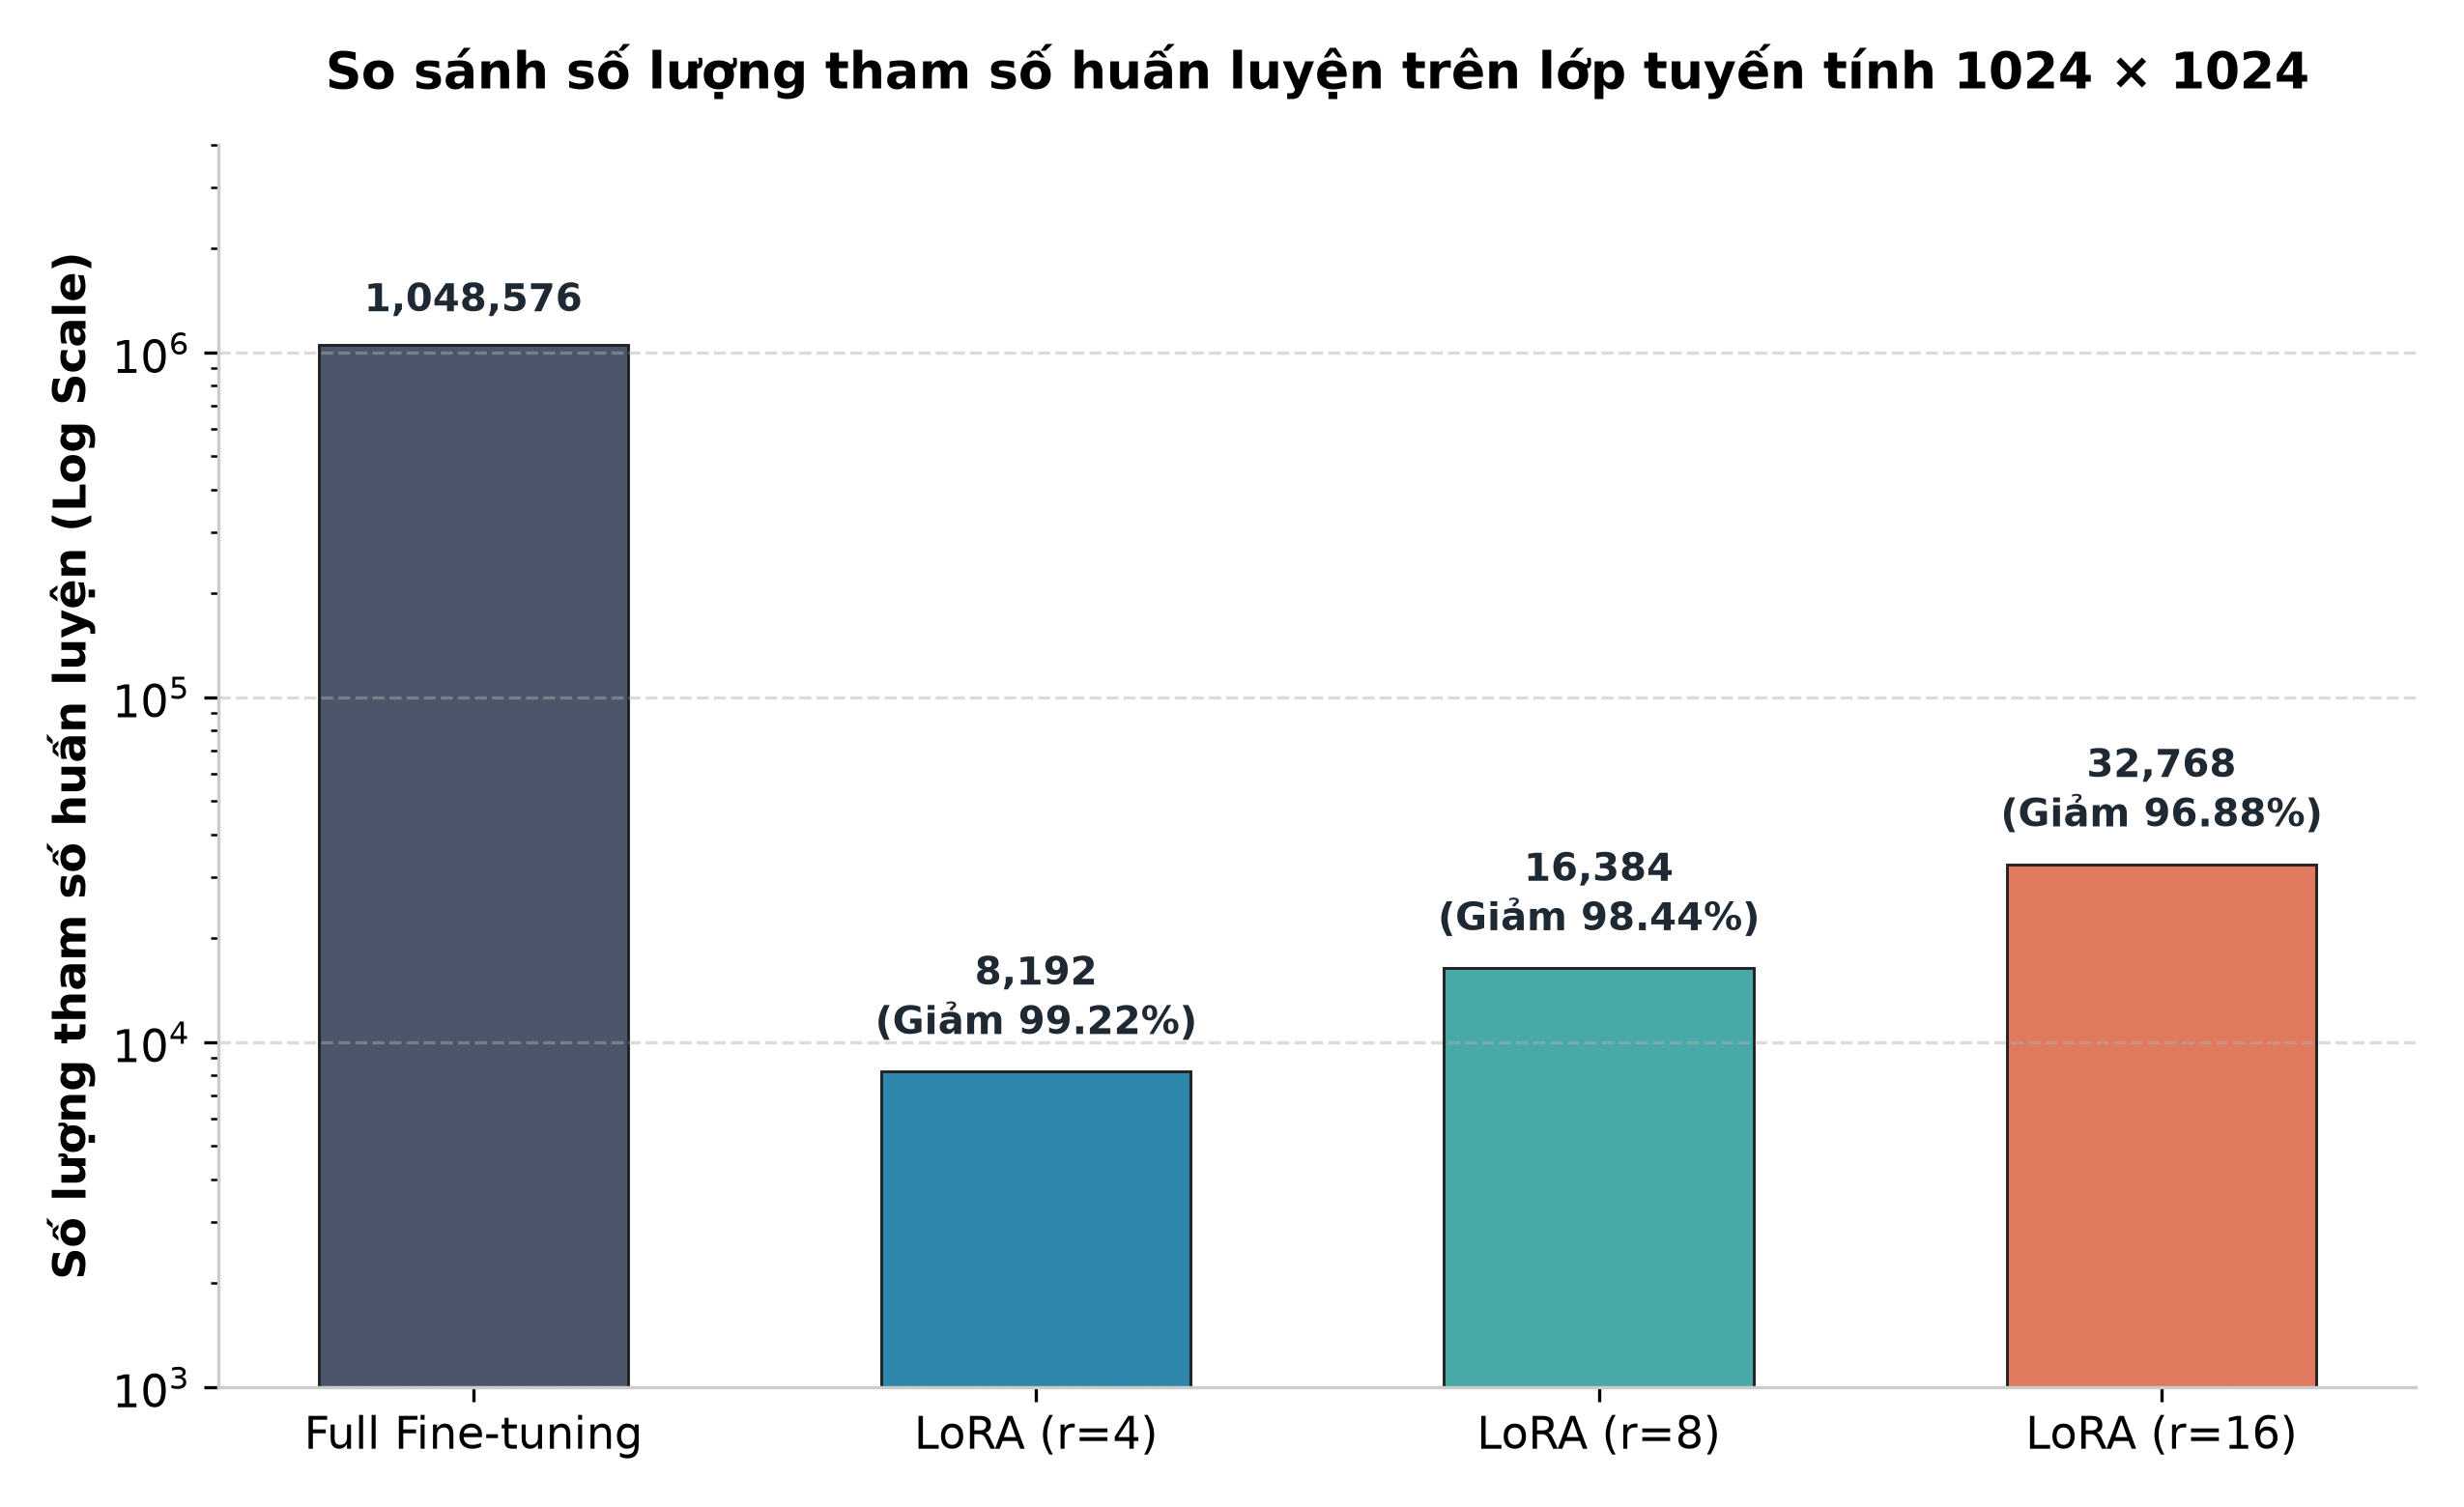 So sánh số lượng tham số huấn luyện trên lớp tuyến tính 1024 × 1024
Số lượng tham số huấn luyện (Log Scale)
10⁶
10⁵
10⁴
10³
1,048,576
8,192
(Giảm 99.22%)
16,384
(Giảm 98.44%)
32,768
(Giảm 96.88%)
Full Fine-tuning
LoRA (r=4)
LoRA (r=8)
LoRA (r=16)